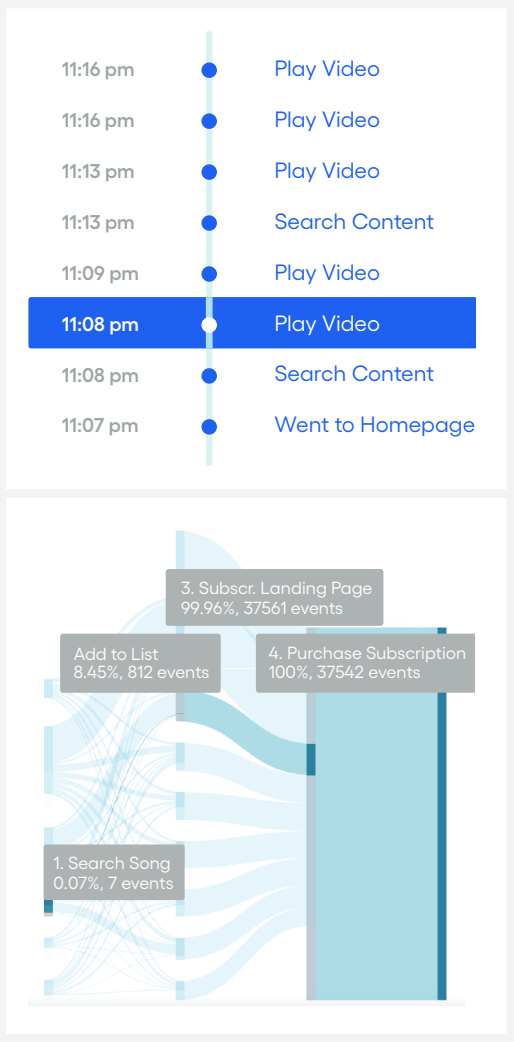 11:16 pm Play Video
11:16 pm Play Video
11:13 pm Play Video
11:13 pm Search Content
11:09 pm Play Video
11:08 pm Play Video
11:08 pm Search Content
11:07 pm Went to Homepage
3. Subscr. Landing Page
99.96%, 37561 events
Add to List
8.45%, 812 events
4. Purchase Subscription
100%, 37542 events
1. Search Song
0.07%, 7 events